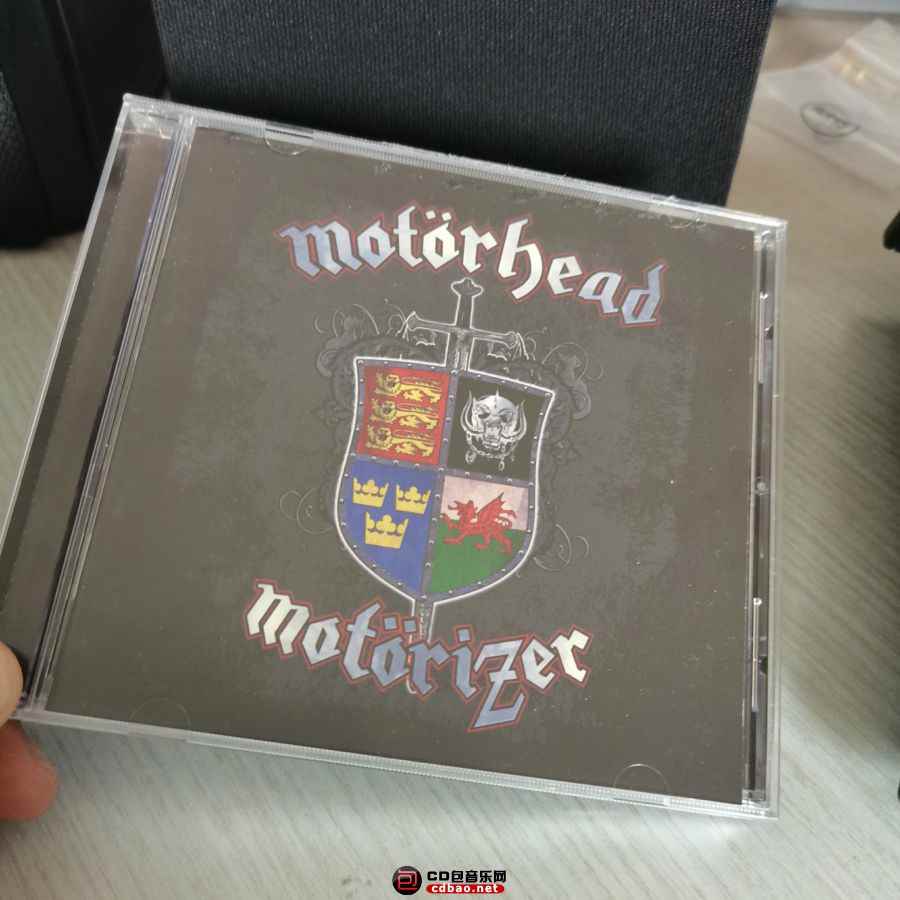 motörhead
motörizer
CD包音乐网
cdbao.net